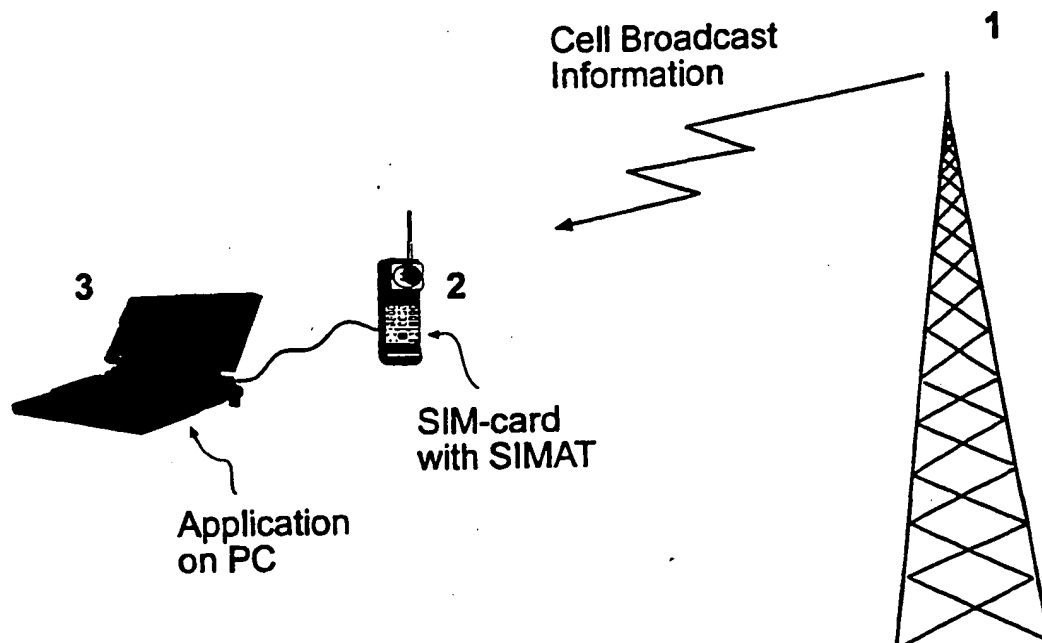 1
Cell Broadcast
Information
3
2
SIM-card
with SIMAT
Application
on PC